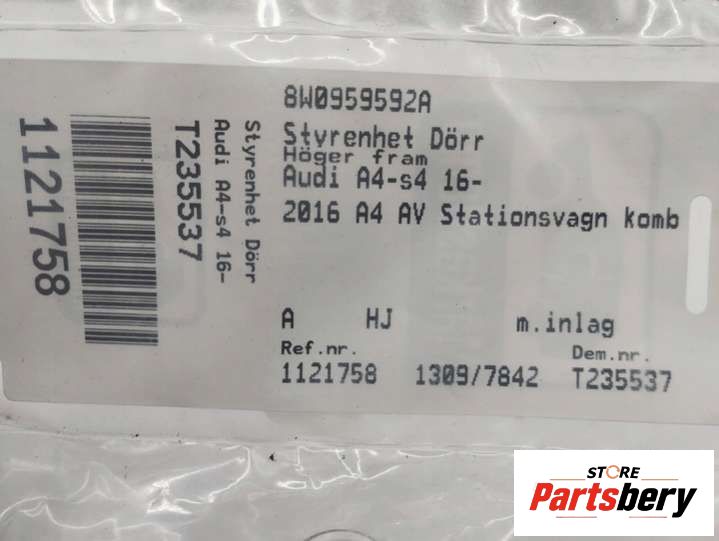 8W0959592A
Styrenhet Dörr
Höger fram
Audi A4-s4 16-
2016 A4 AV Stationsvagn komb
A HJ m.inlag
Ref.nr. Dem.nr.
1121758 1309/7842 T235537
Styrenhet Dörr
Audi A4-s4 16-
T235537
1121758
STORE
Partsbery